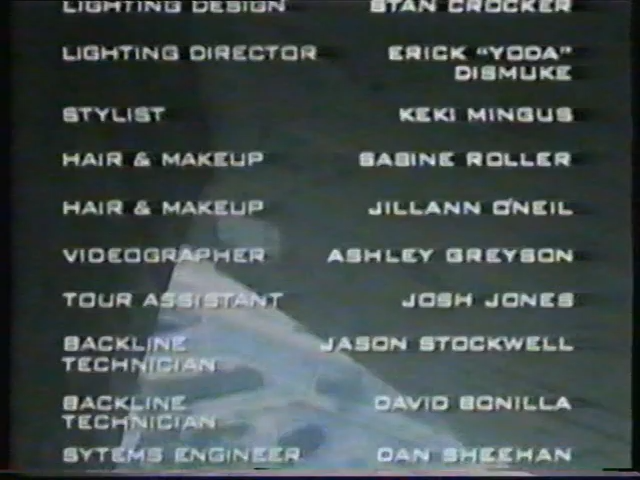 LIGHTING DESIGN STAN CROCKER
LIGHTING DIRECTOR ERICK "YODA"
DISMUKE
STYLIST KEKI MINGUS
HAIR & MAKEUP SABINE ROLLER
HAIR & MAKEUP JILLANN O'NEIL
VIDEOGRAPHER ASHLEY GREYSON
TOUR ASSISTANT JOSH JONES
BACKLINE JASON STOCKWELL
TECHNICIAN
BACKLINE DAVID BONILLA
TECHNICIAN
SYTEMS ENGINEER DAN SHEEHAN